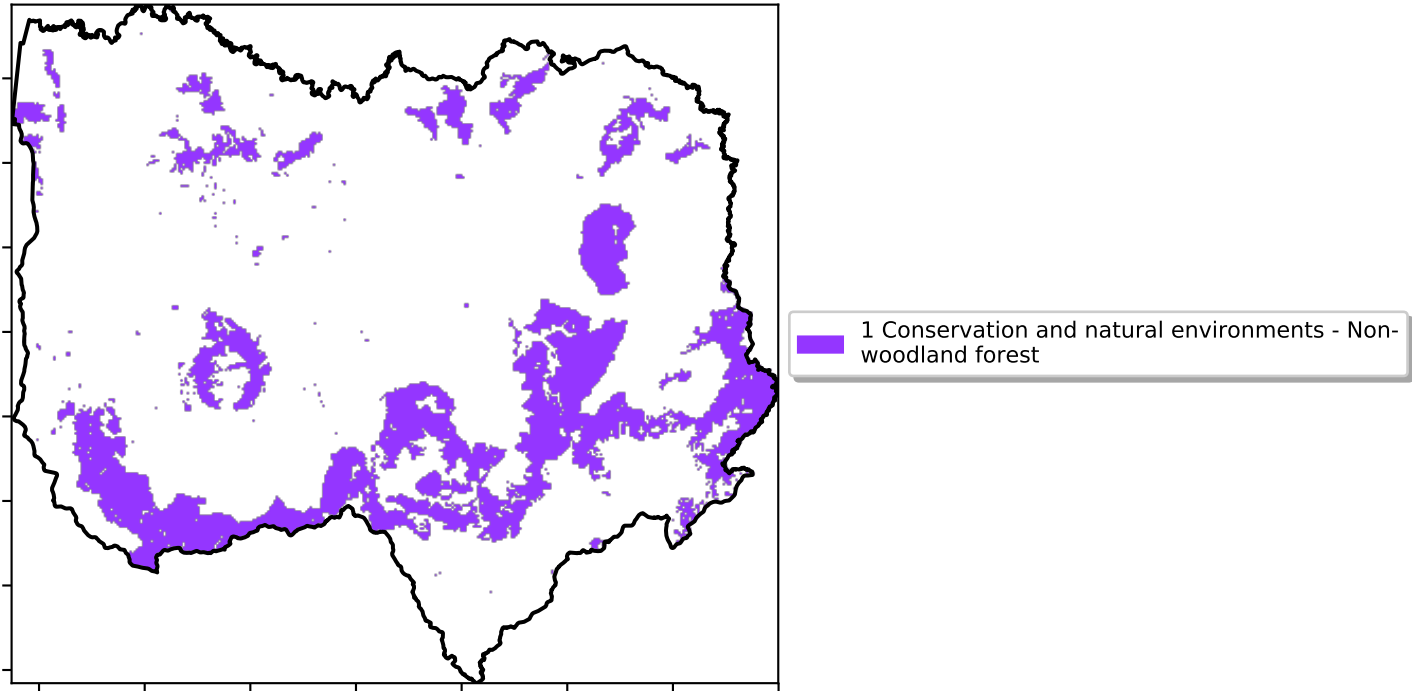 1 Conservation and natural environments - Non-
woodland forest